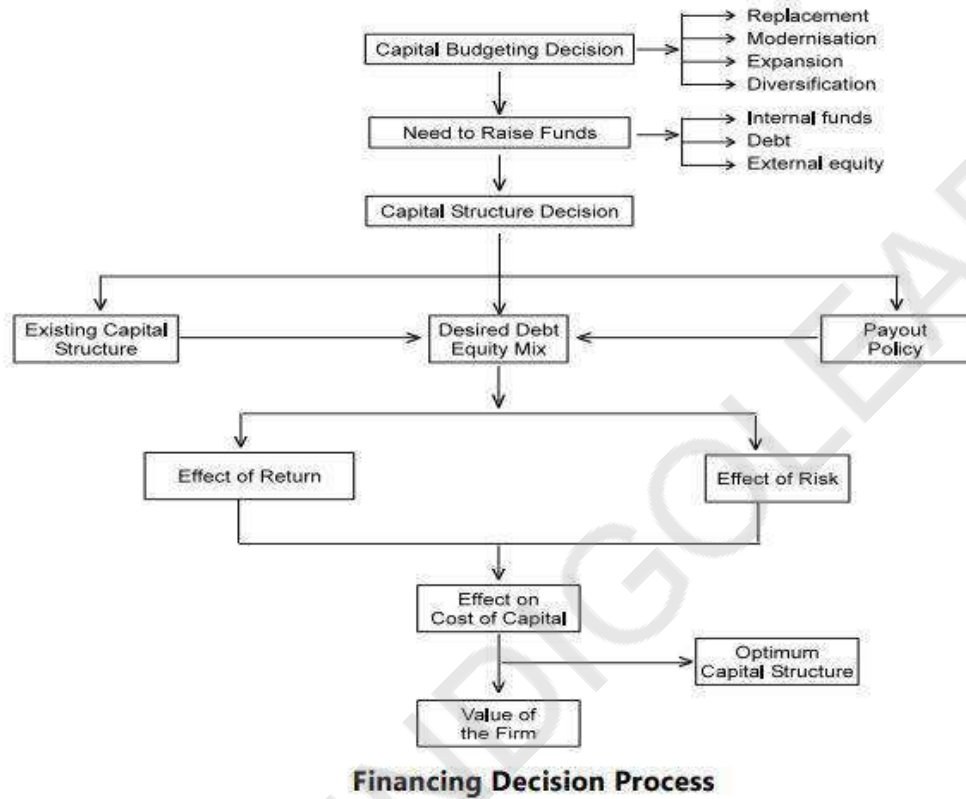 Capital Budgeting Decision
Replacement
Modernisation
Expansion
Diversification
Need to Raise Funds
Internal funds
Debt
External equity
Capital Structure Decision
Existing Capital
Structure
Desired Debt
Equity Mix
Payout
Policy
Effect of Return
Effect of Risk
Effect on
Cost of Capital
Optimum
Capital Structure
Value of
the Firm
Financing Decision Process
INDIGOLEA